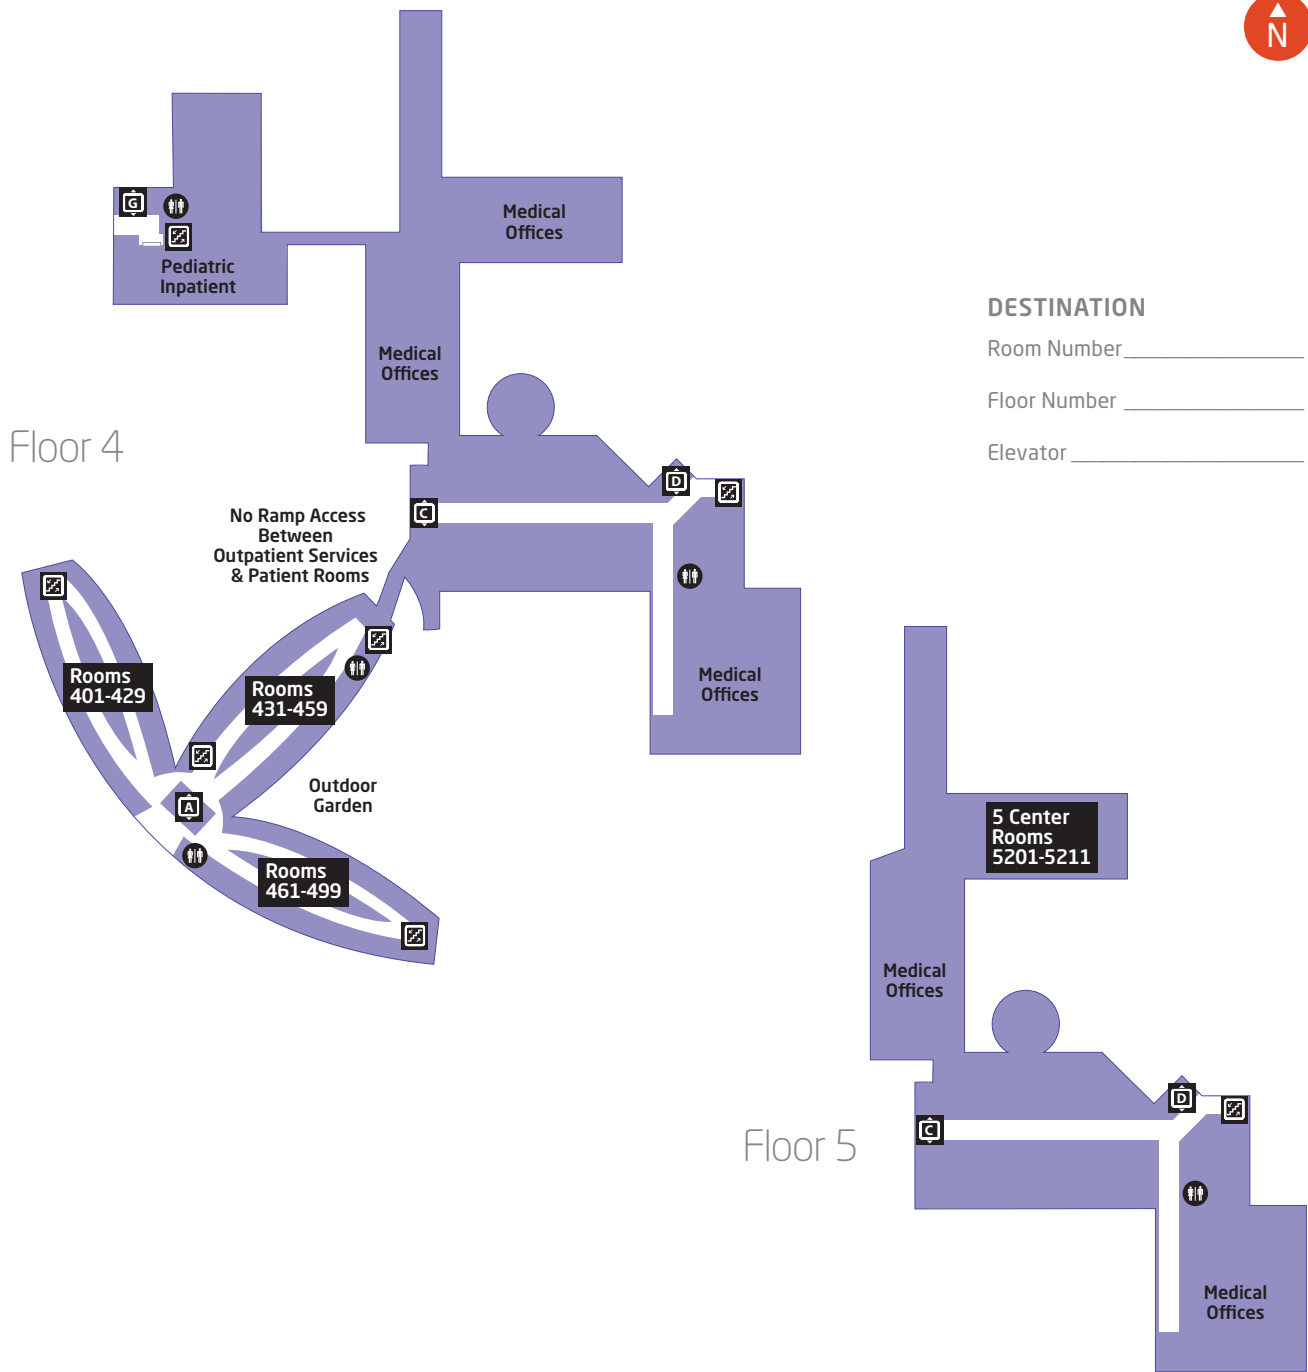 N
G
Medical
Offices
Pediatric
Inpatient
DESTINATION
Room Number
Floor Number
Elevator
Medical
Offices
Floor 4
D
C
No Ramp Access
Between
Outpatient Services
& Patient Rooms
Rooms
401-429
Rooms
431-459
Medical
Offices
Outdoor
Garden
A
Rooms
461-499
5 Center
Rooms
5201-5211
Medical
Offices
Floor 5
D
C
Medical
Offices